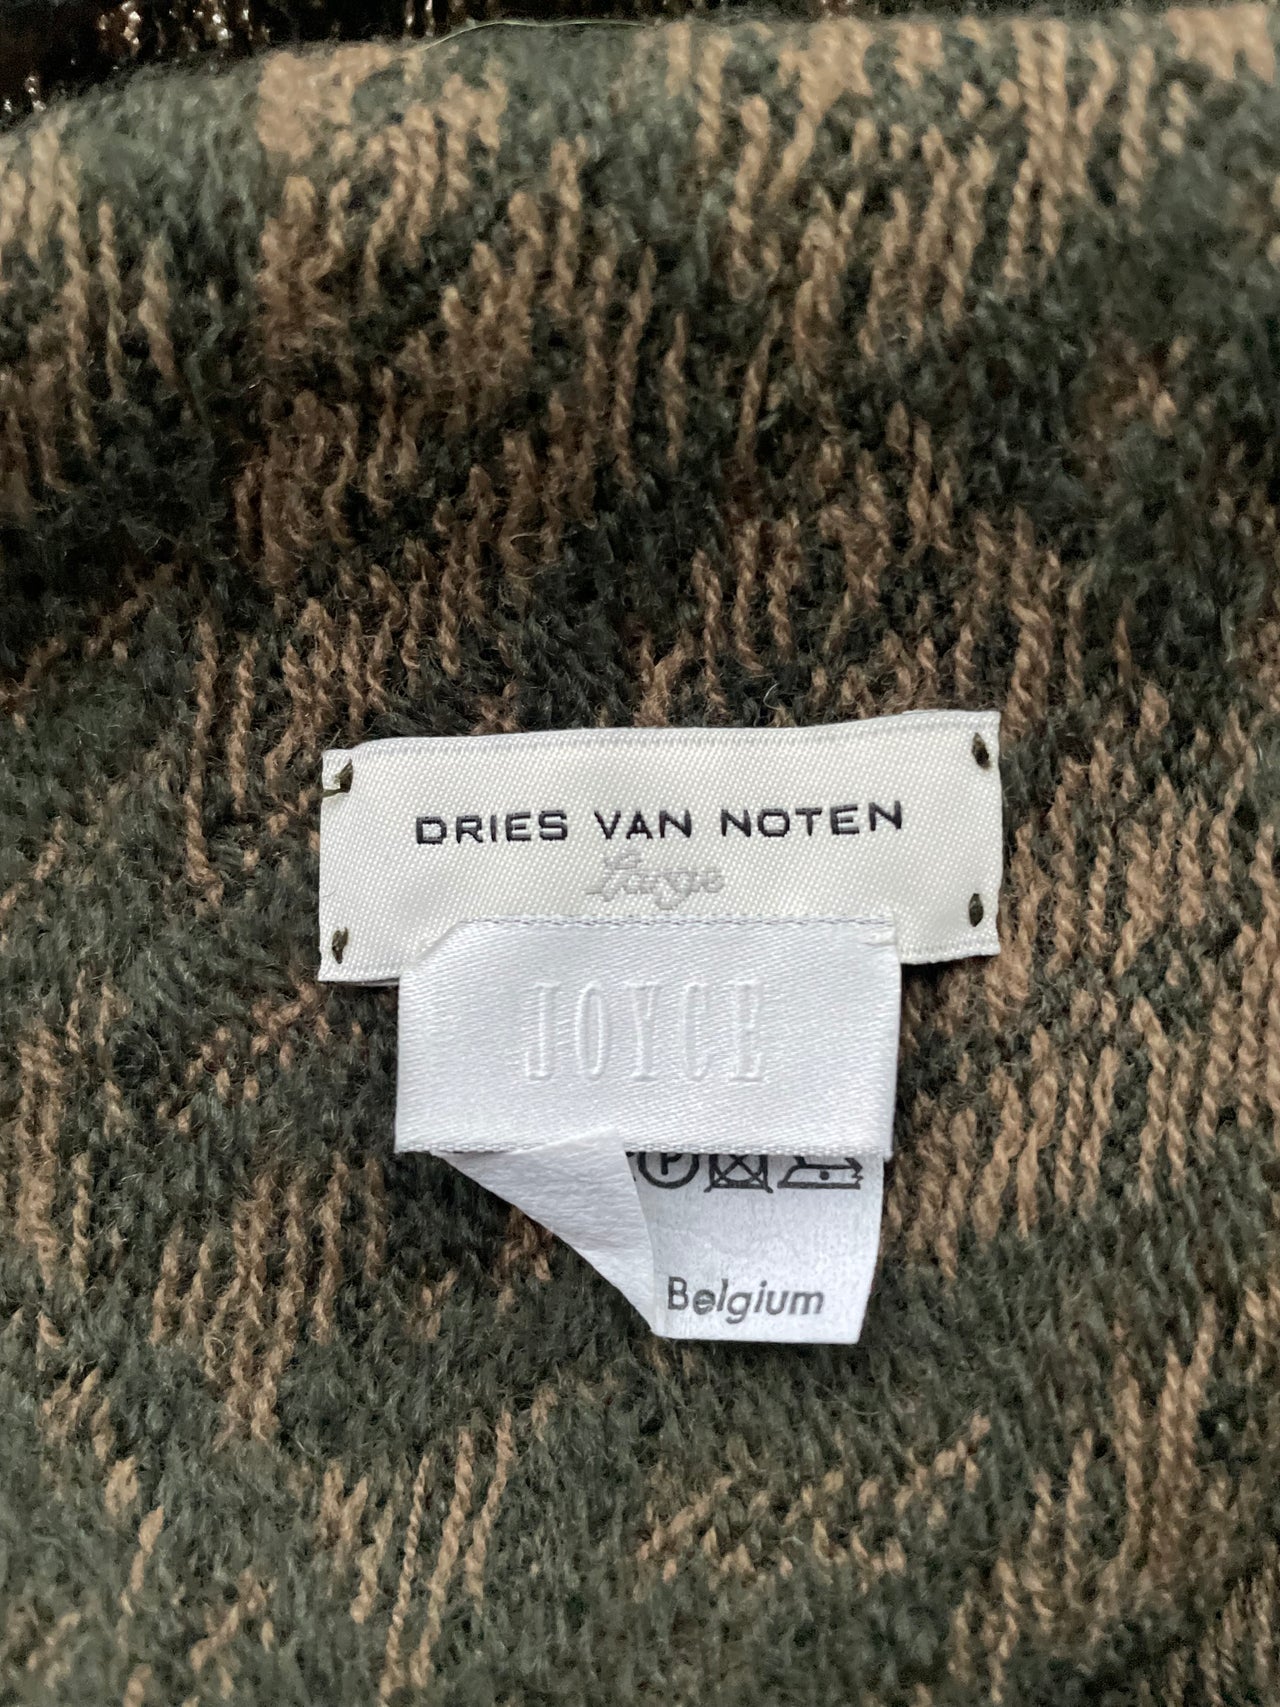 DRIES VAN NOTEN
Large
JOYCE
P
Belgium